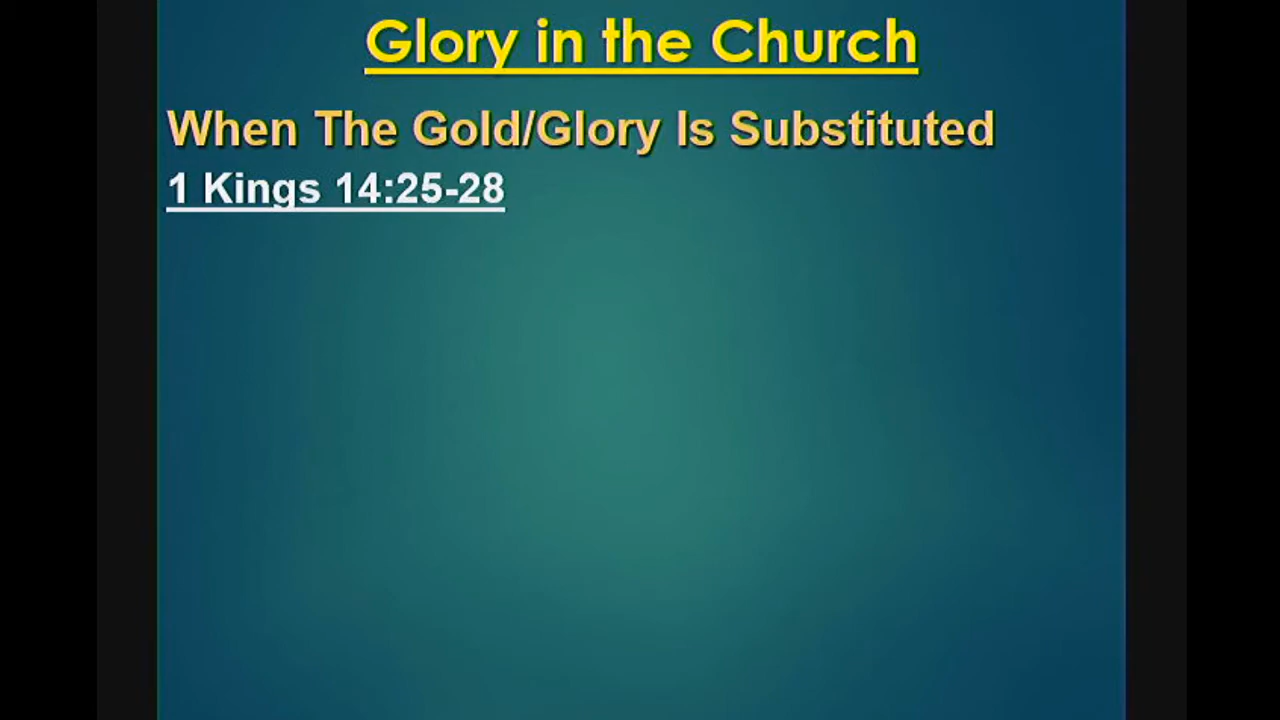 Glory in the Church
When The Gold/Glory Is Substituted
1 Kings 14:25-28